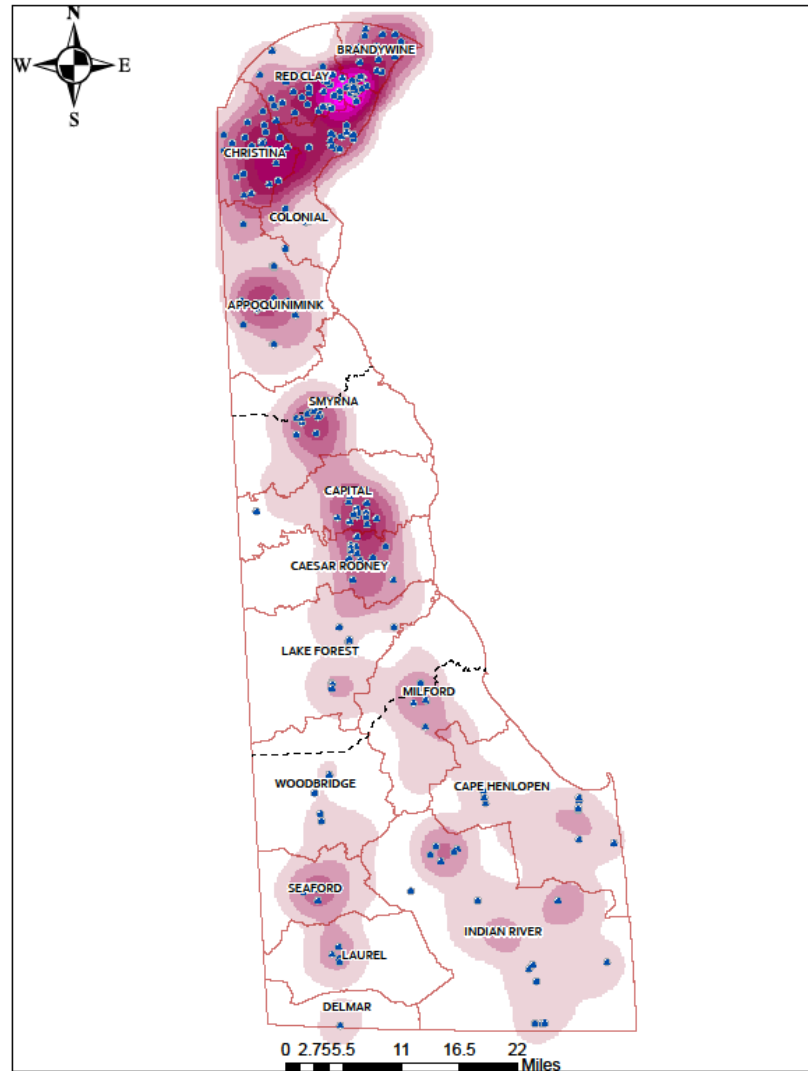 N
W E
S
BRANDYWINE
RED CLAY
CHRISTINA
COLONIAL
APPOQUINIMINK
SMYRNA
CAPITAL
CAESAR RODNEY
LAKE FOREST
MILFORD
WOODBRIDGE
CAPE HENLOPEN
SEAFORD
INDIAN RIVER
LAUREL
DELMAR
0 2.755.5 11 16.5 22
Miles